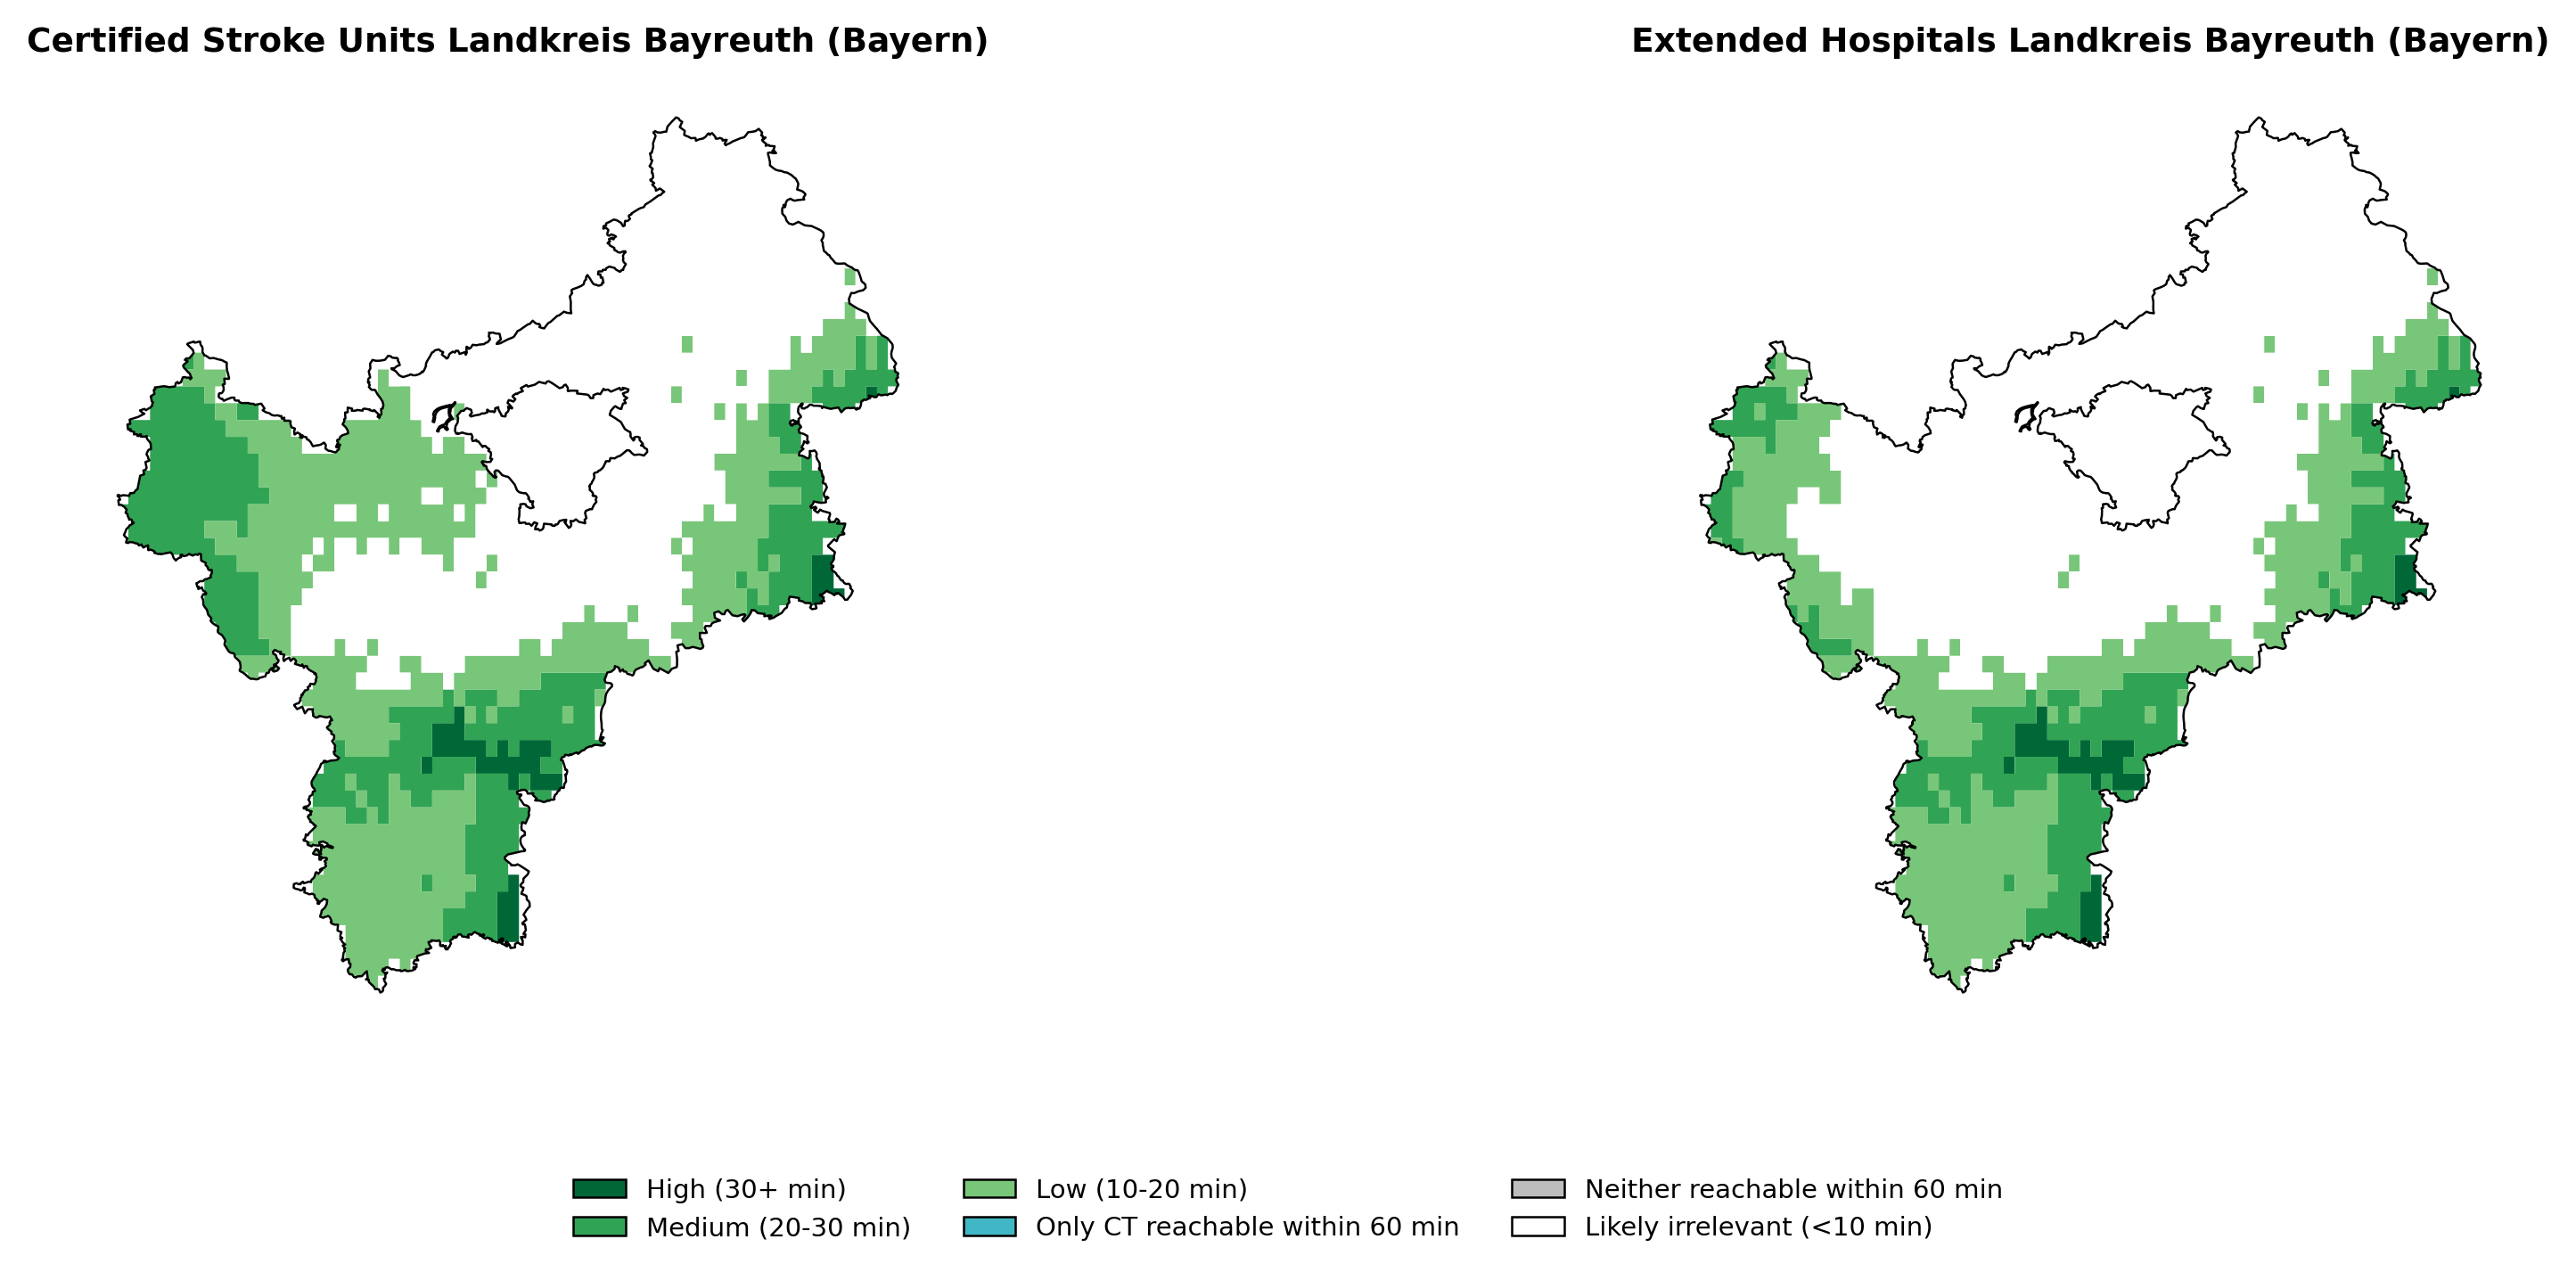 Certified Stroke Units Landkreis Bayreuth (Bayern)
Extended Hospitals Landkreis Bayreuth (Bayern)
High (30+ min)
Medium (20-30 min)
Low (10-20 min)
Only CT reachable within 60 min
Neither reachable within 60 min
Likely irrelevant (<10 min)